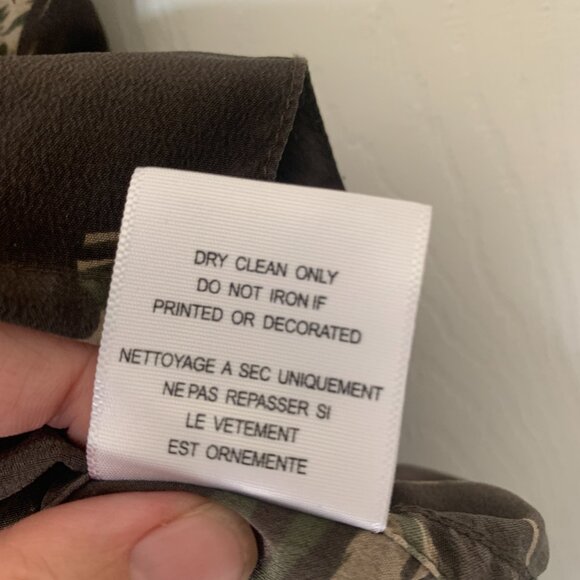 DRY CLEAN ONLY
DO NOT IRON IF
PRINTED OR DECORATED
NETTOYAGE A SEC UNIQUEMENT
NE PAS REPASSER SI
LE VETEMENT
EST ORNEMENTE